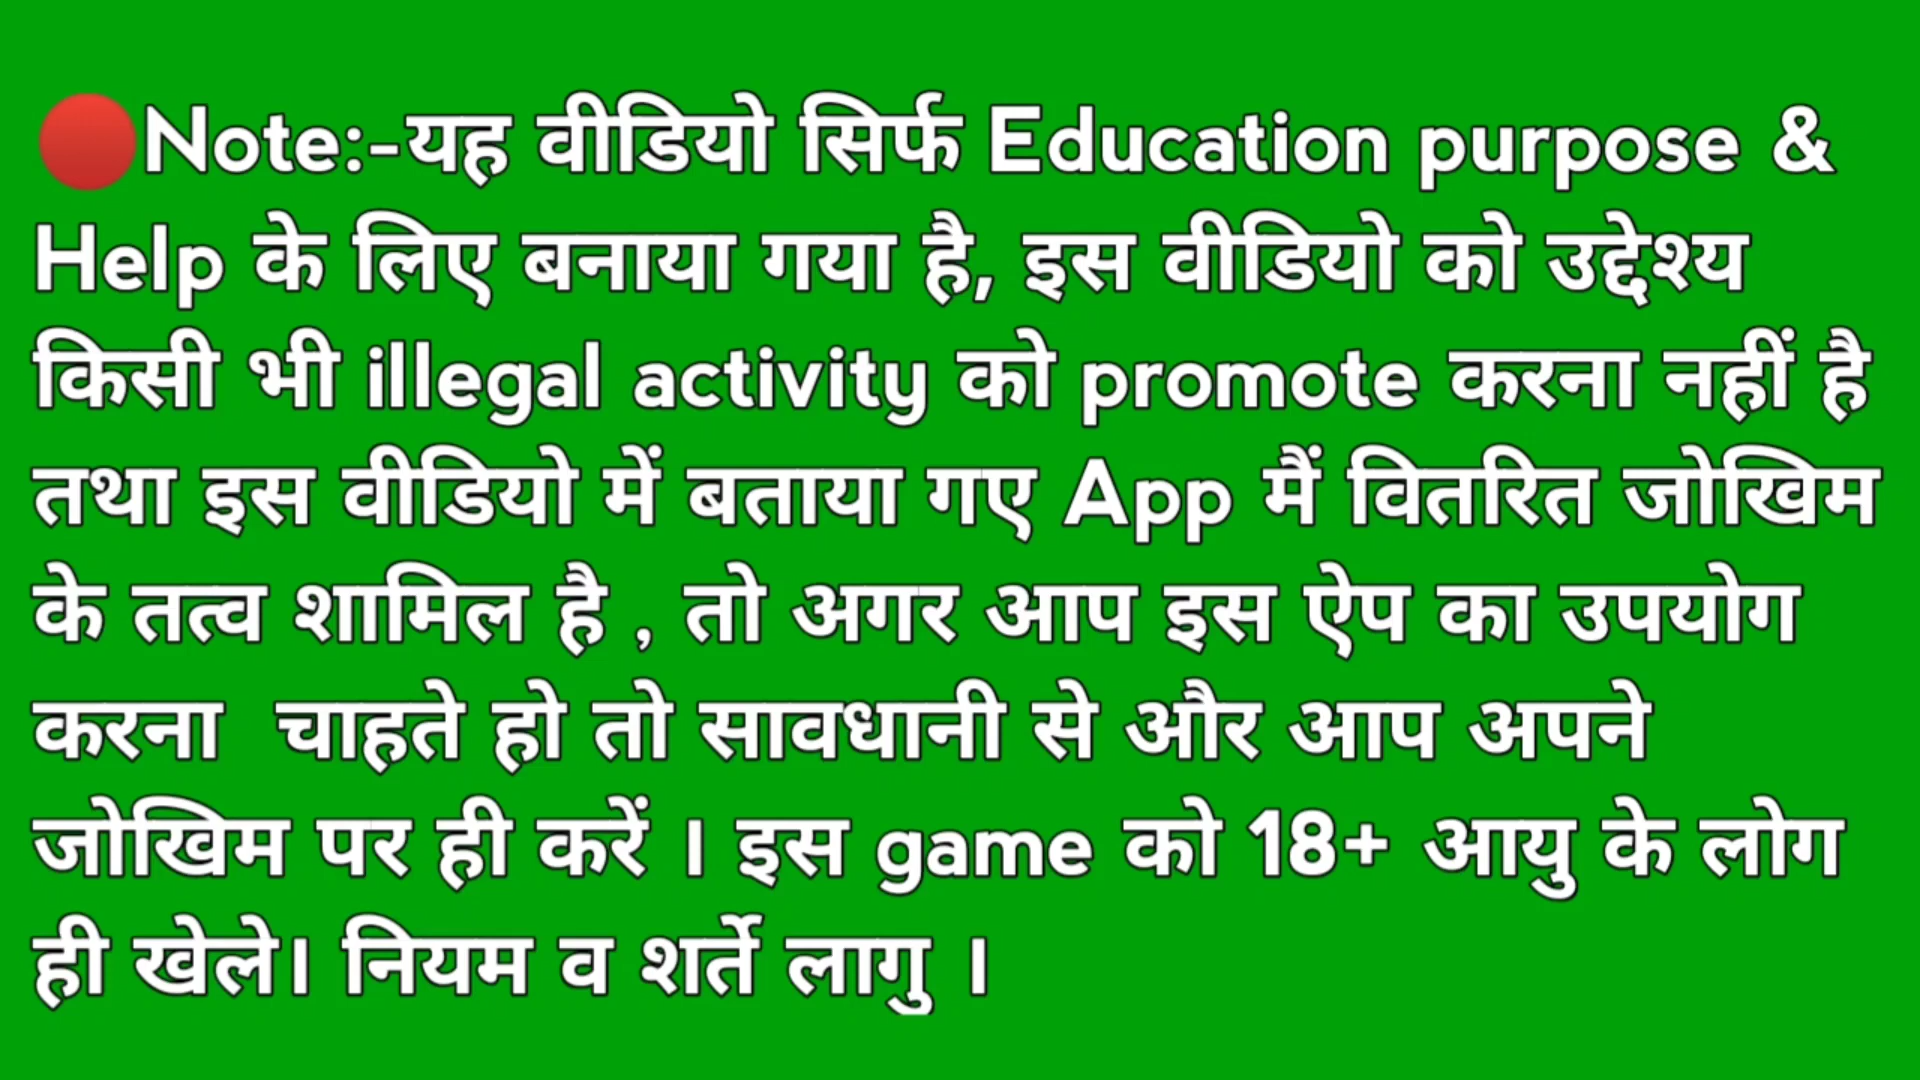 🔴Note:-यह वीडियो सिर्फ Education purpose &
Help के लिए बनाया गया है, इस वीडियो को उद्देश्य
किसी भी illegal activity को promote करना नहीं है
तथा इस वीडियो में बताया गए App मैं वितरित जोखिम
के तत्व शामिल है , तो अगर आप इस ऐप का उपयोग
करना  चाहते हो तो सावधानी से और आप अपने
जोखिम पर ही करें । इस game को 18+ आयु के लोग
ही खेले। नियम व शर्ते लागु ।